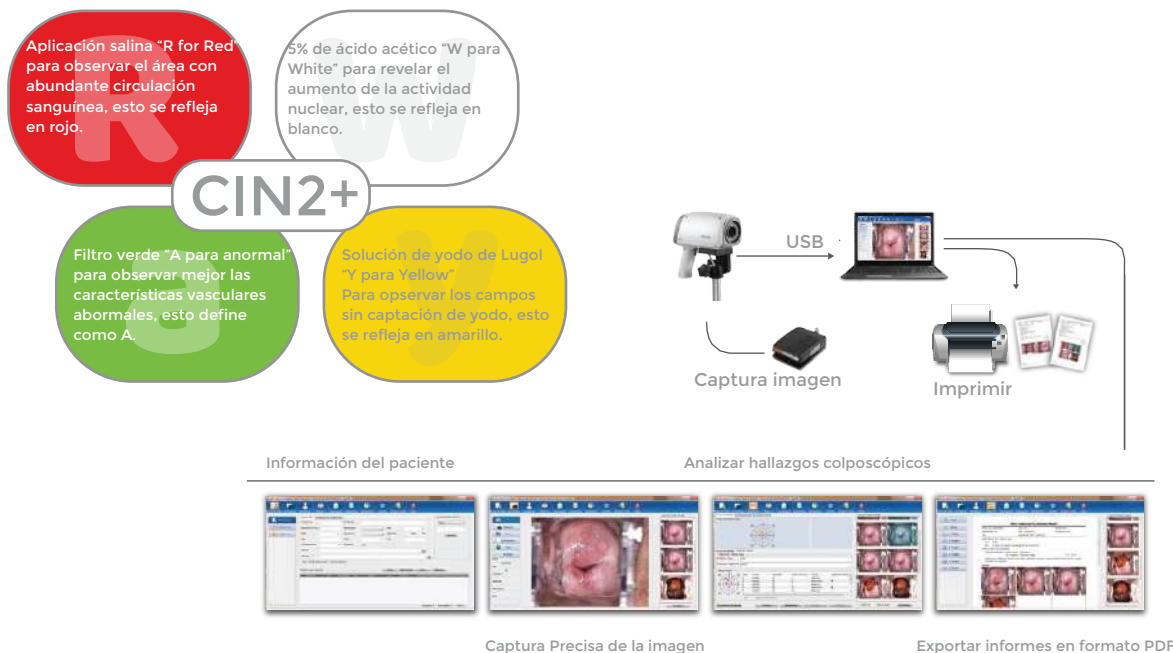 Aplicación salina “R for Red”
para observar el área con
abundante circulación
sanguínea, esto se refleja
en rojo.
R
5% de ácido acético “W para
White” para revelar el
aumento de la actividad
nuclear, esto se refleja en
blanco.
W
CIN2+
Filtro verde “A para anormal”
para observar mejor las
características vasculares
abormales, esto define
como A.
a
Solución de yodo de Lugol
“Y para Yellow”
Para opservar los campos
sin captación de yodo, esto
se refleja en amarillo.
y
USB
Captura imagen
Imprimir
Información del paciente
Analizar hallazgos colposcópicos
Captura Precisa de la imagen
Exportar informes en formato PDF